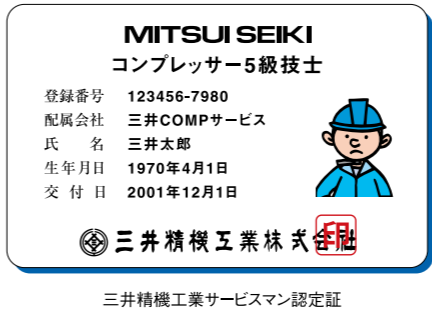 MITSUI SEIKI
コンプレッサー5級技士
登録番号 123456-7980
配属会社 三井COMPサービス
氏　　名 三井太郎
生年月日 1970年4月1日
交 付 日 2001年12月1日
三井精機工業株式会社
印
三井精機工業サービスマン認定証